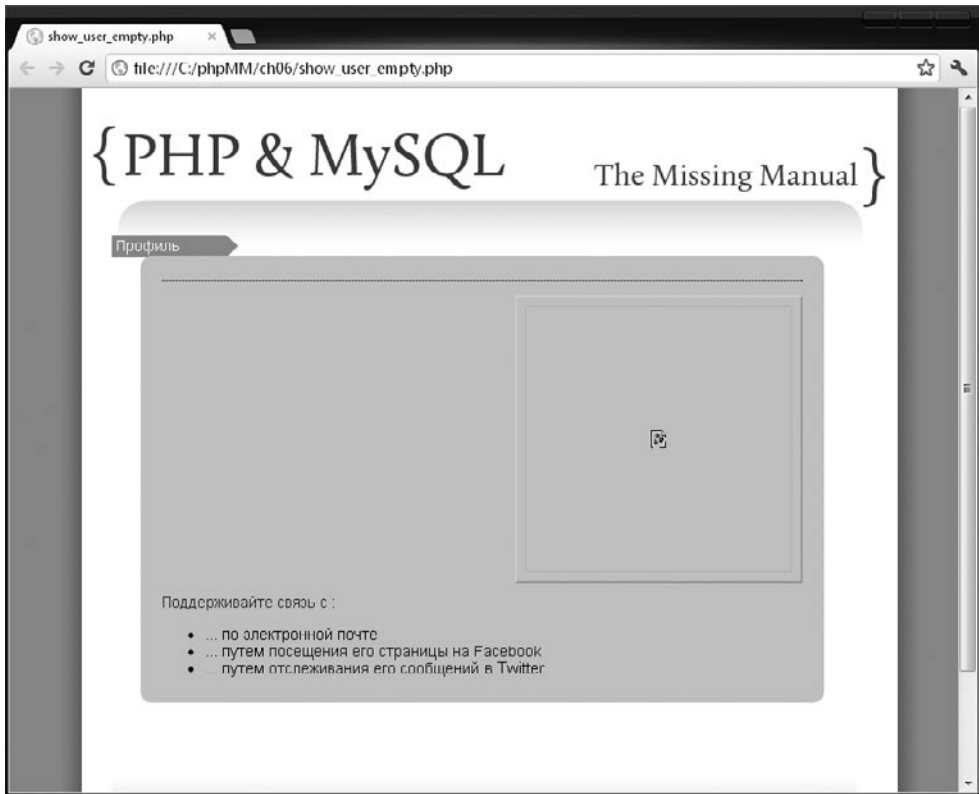 show_user_empty.php
file:///C:/phpMM/ch06/show_user_empty.php
{ PHP & MySQL
The Missing Manual }
Профиль
Поддерживайте связь с :
• ... по электронной почте
• ... путем посещения его страницы на Facebook
• ... путем отслеживания его сообщений в Twitter